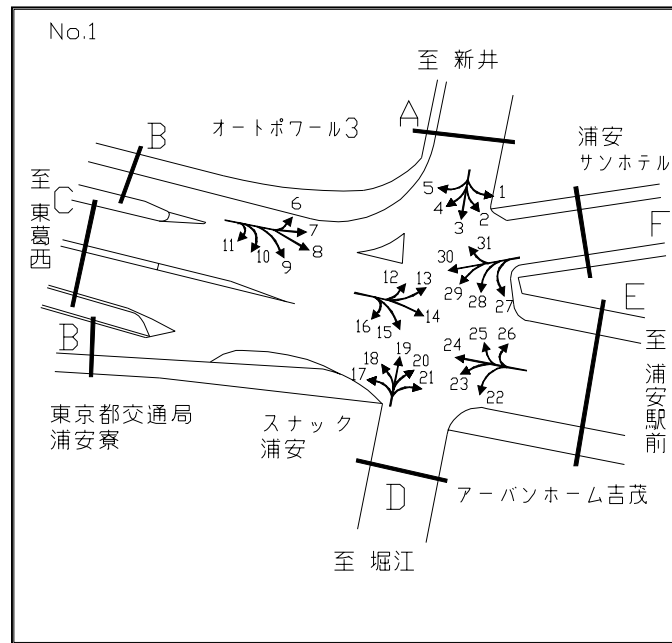 No.1
至 新井
オートポワール3
A
浦安
サンホテル
B
至
東葛西
C
F
E
B
至
浦安駅前
東京都交通局
浦安寮
スナック
浦安
D
アーバンホーム吉茂
至 堀江
1
2
3
4
5
6
7
8
9
10
11
12
13
14
15
16
17
18
19
20
21
22
23
24
25
26
27
28
29
30
31